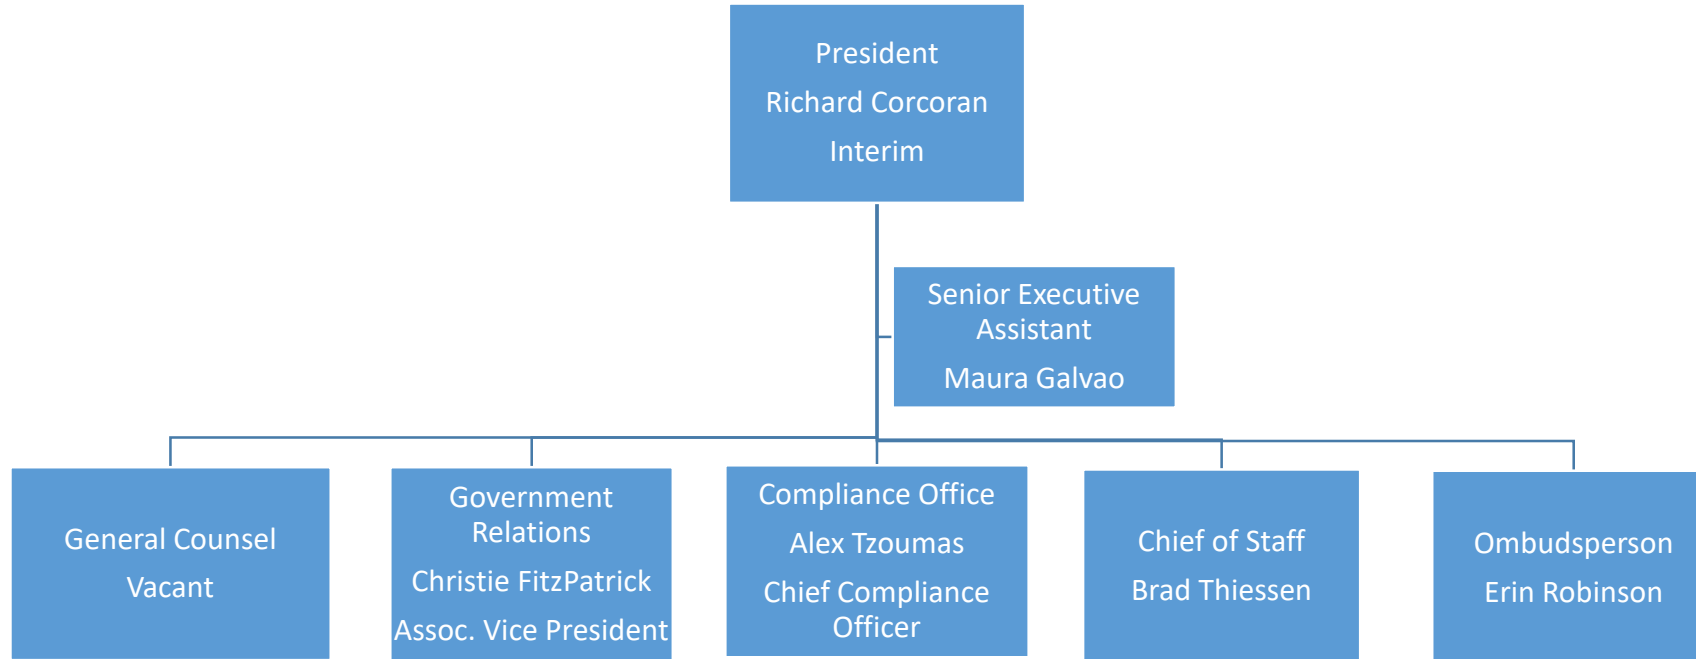 President
Richard Corcoran
Interim
Senior Executive
Assistant
Maura Galvao
General Counsel
Vacant
Government
Relations
Christie FitzPatrick
Assoc. Vice President
Compliance Office
Alex Tzoumas
Chief Compliance
Officer
Chief of Staff
Brad Thiessen
Ombudsperson
Erin Robinson